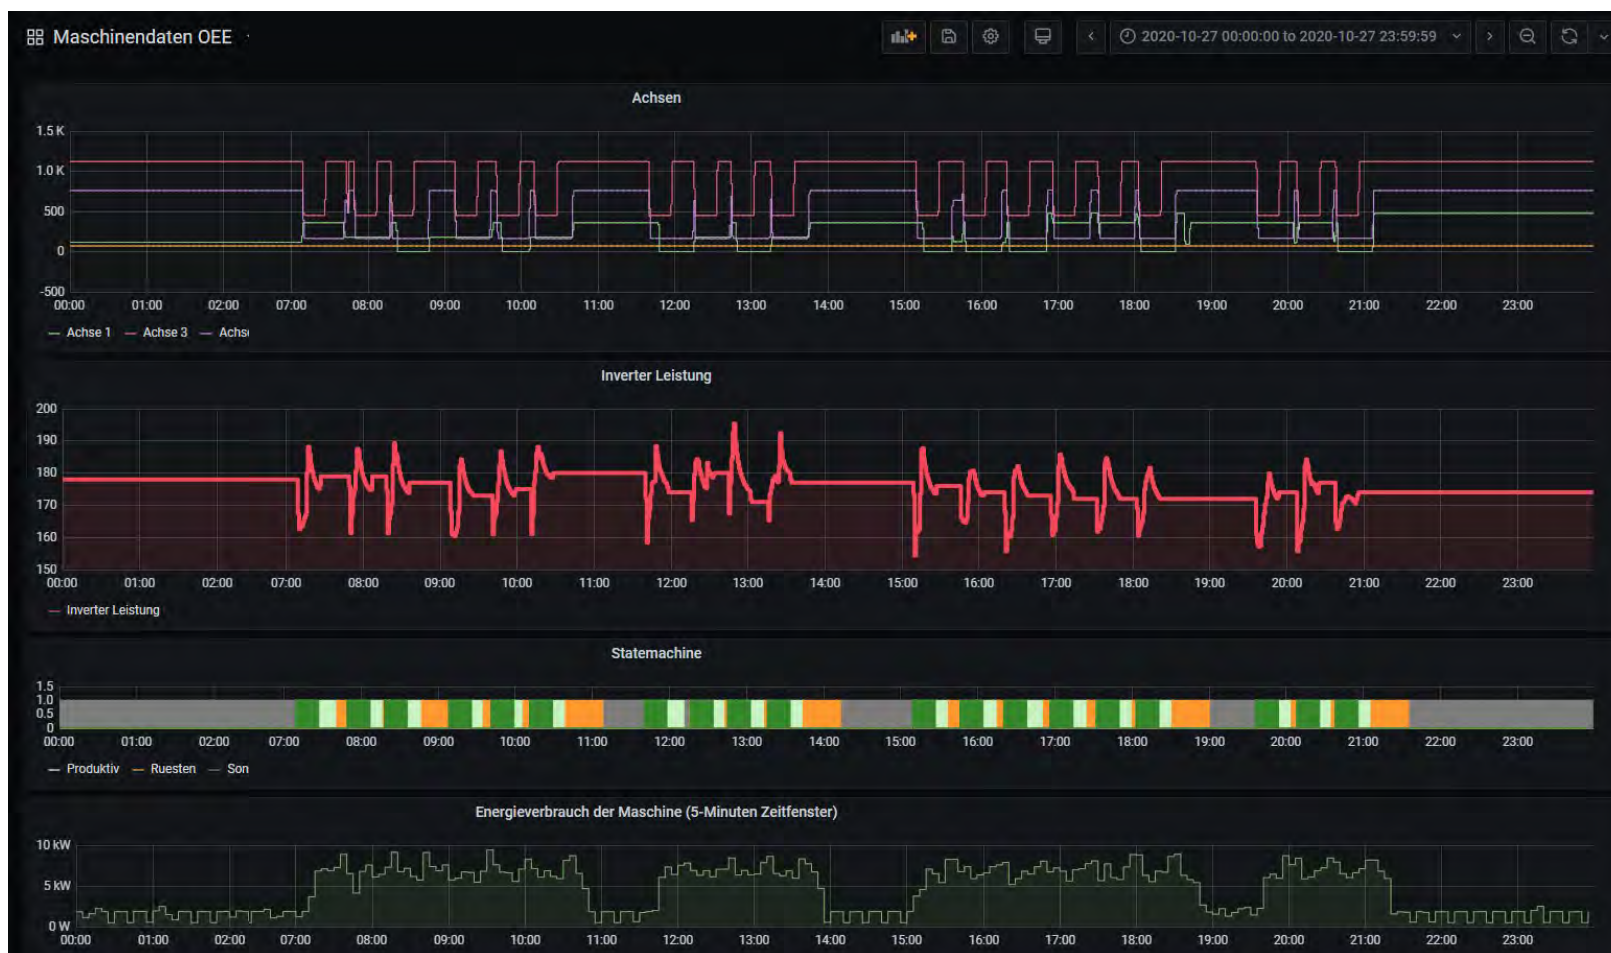 Maschinendaten OEE
2020-10-27 00:00:00 to 2020-10-27 23:59:59
Achsen
1.5 K
1.0 K
500
0
-500
00:00 01:00 02:00 07:00 08:00 09:00 10:00 11:00 12:00 13:00 14:00 15:00 16:00 17:00 18:00 19:00 20:00 21:00 22:00 23:00
Achse 1 Achse 3 Achs
Inverter Leistung
200
190
180
170
160
150
00:00 01:00 02:00 07:00 08:00 09:00 10:00 11:00 12:00 13:00 14:00 15:00 16:00 17:00 18:00 19:00 20:00 21:00 22:00 23:00
Inverter Leistung
Statemachine
1.5
1.0
0.5
0
00:00 01:00 02:00 07:00 08:00 09:00 10:00 11:00 12:00 13:00 14:00 15:00 16:00 17:00 18:00 19:00 20:00 21:00 22:00 23:00
Produktiv Ruesten Son
Energieverbrauch der Maschine (5-Minuten Zeitfenster)
10 kW
5 kW
0 W
00:00 01:00 02:00 07:00 08:00 09:00 10:00 11:00 12:00 13:00 14:00 15:00 16:00 17:00 18:00 19:00 20:00 21:00 22:00 23:00